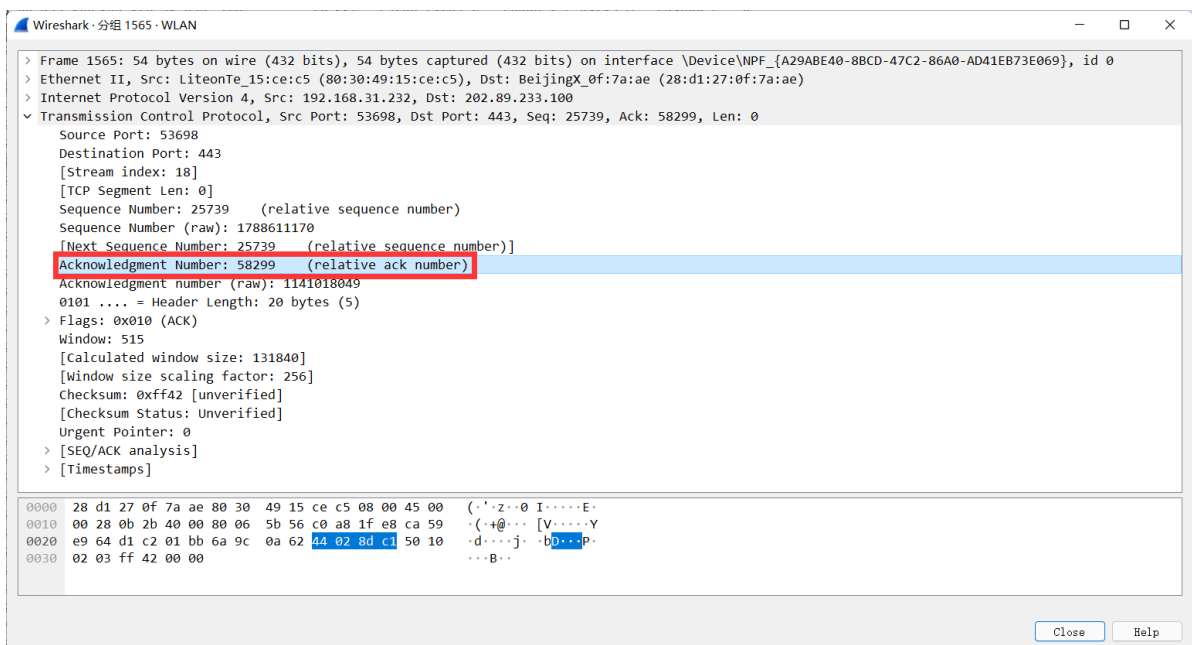 Wireshark · 分组 1565 · WLAN
> Frame 1565: 54 bytes on wire (432 bits), 54 bytes captured (432 bits) on interface \Device\NPF_{A29ABE40-8BCD-47C2-86A0-AD41EB73E069}, id 0
> Ethernet II, Src: LiteonTe_15:ce:c5 (80:30:49:15:ce:c5), Dst: BeijingX_0f:7a:ae (28:d1:27:0f:7a:ae)
> Internet Protocol Version 4, Src: 192.168.31.232, Dst: 202.89.233.100
Transmission Control Protocol, Src Port: 53698, Dst Port: 443, Seq: 25739, Ack: 58299, Len: 0
Source Port: 53698
Destination Port: 443
[Stream index: 18]
[TCP Segment Len: 0]
Sequence Number: 25739    (relative sequence number)
Sequence Number (raw): 1788611170
[Next Sequence Number: 25739    (relative sequence number)]
Acknowledgment Number: 58299    (relative ack number)
Acknowledgment number (raw): 1141018049
0101 .... = Header Length: 20 bytes (5)
> Flags: 0x010 (ACK)
Window: 515
[Calculated window size: 131840]
[Window size scaling factor: 256]
Checksum: 0xff42 [unverified]
[Checksum Status: Unverified]
Urgent Pointer: 0
> [SEQ/ACK analysis]
> [Timestamps]
0000  28 d1 27 0f 7a ae 80 30  49 15 ce c5 08 00 45 00   (·'·z··0 I·····E·
0010  00 28 0b 2b 40 00 80 06  5b 56 c0 a8 1f e8 ca 59   ·(·+@··· [V·····Y
0020  e9 64 d1 c2 01 bb 6a 9c  0a 62 44 02 8d c1 50 10   ·d····j· ·bD···P·
0030  02 03 ff 42 00 00   ···B··
Close Help